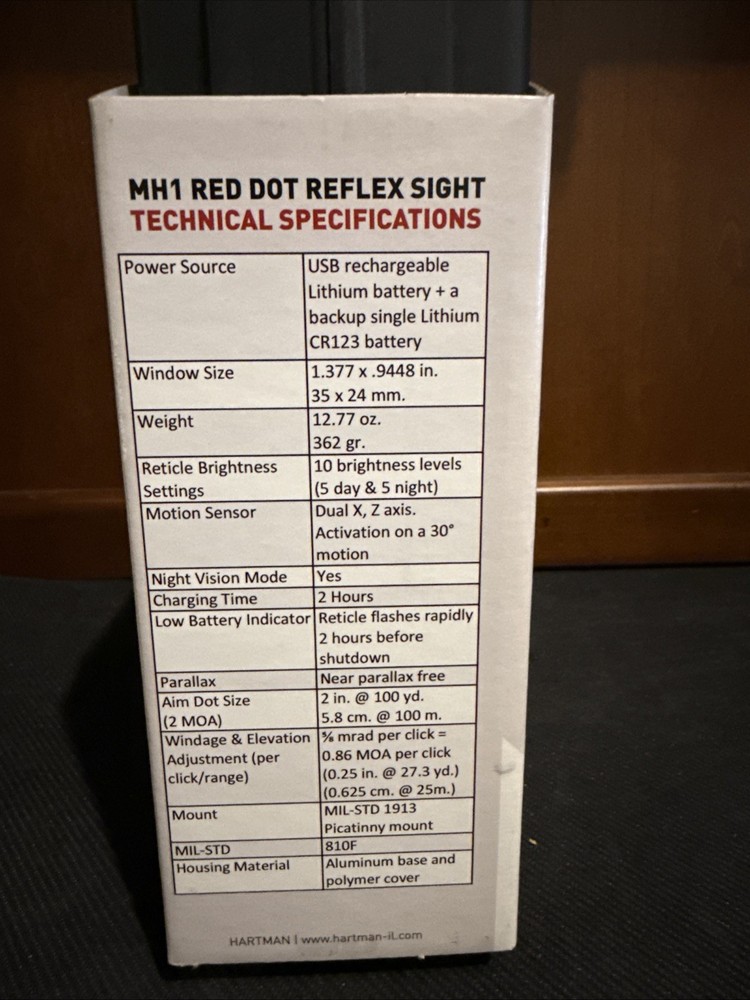 MH1 RED DOT REFLEX SIGHT
TECHNICAL SPECIFICATIONS
Power Source
USB rechargeable
Lithium battery + a
backup single Lithium
CR123 battery
Window Size
1.377 x .9448 in.
35 x 24 mm.
Weight
12.77 oz.
362 gr.
Reticle Brightness
Settings
10 brightness levels
(5 day & 5 night)
Motion Sensor
Dual X, Z axis.
Activation on a 30°
motion
Night Vision Mode
Yes
Charging Time
2 Hours
Low Battery Indicator
Reticle flashes rapidly
2 hours before
shutdown
Parallax
Near parallax free
Aim Dot Size
(2 MOA)
2 in. @ 100 yd.
5.8 cm. @ 100 m.
Windage & Elevation
Adjustment (per
click/range)
mrad per click =
0.86 MOA per click
(0.25 in. @ 27.3 yd.)
(0.625 cm. @ 25m.)
Mount
MIL-STD 1913
Picatinny mount
MIL-STD
810F
Housing Material
Aluminum base and
polymer cover
HARTMAN | www.hartman-il.com